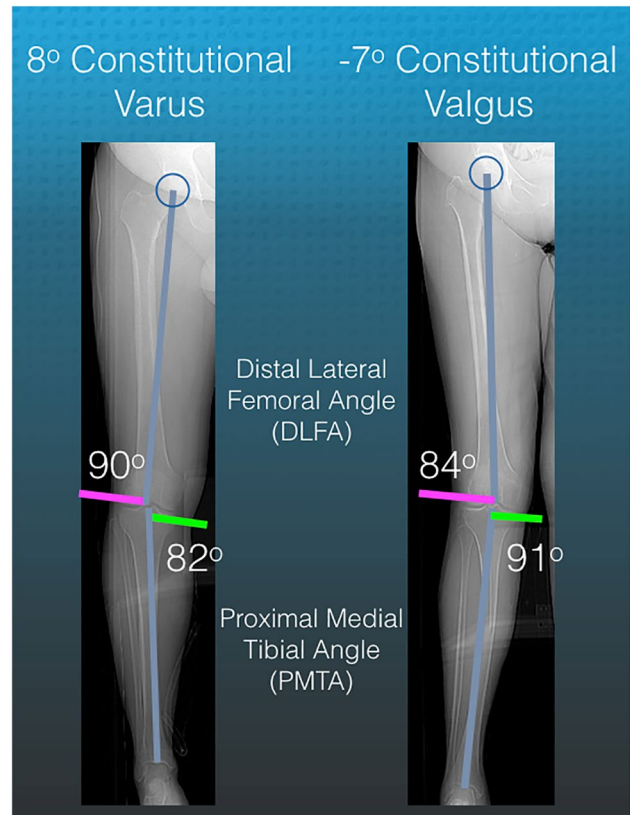 8º Constitutional
Varus
-7º Constitutional
Valgus
Distal Lateral
Femoral Angle
(DLFA)
90º
84º
82º
91º
Proximal Medial
Tibial Angle
(PMTA)